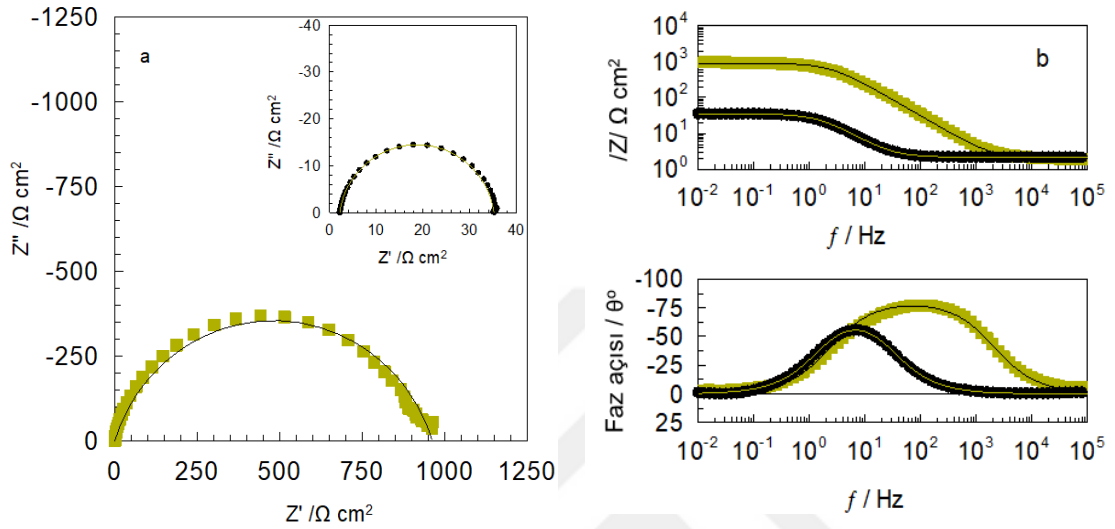 a
-1250
-1000
-750
-500
-250
0
0 250 500 750 1000 1250
Z'' /Ω cm²
Z' /Ω cm²
-40
-30
-20
-10
0
0 10 20 30 40
Z'' /Ω cm²
Z' /Ω cm²
b
10⁴
10³
10²
10¹
10⁰
/Z/ Ω cm²
10⁻² 10⁻¹ 10⁰ 10¹ 10² 10³ 10⁴ 10⁵
f / Hz
-100
-75
-50
-25
0
25
Faz açısı / θº
10⁻² 10⁻¹ 10⁰ 10¹ 10² 10³ 10⁴ 10⁵
f / Hz